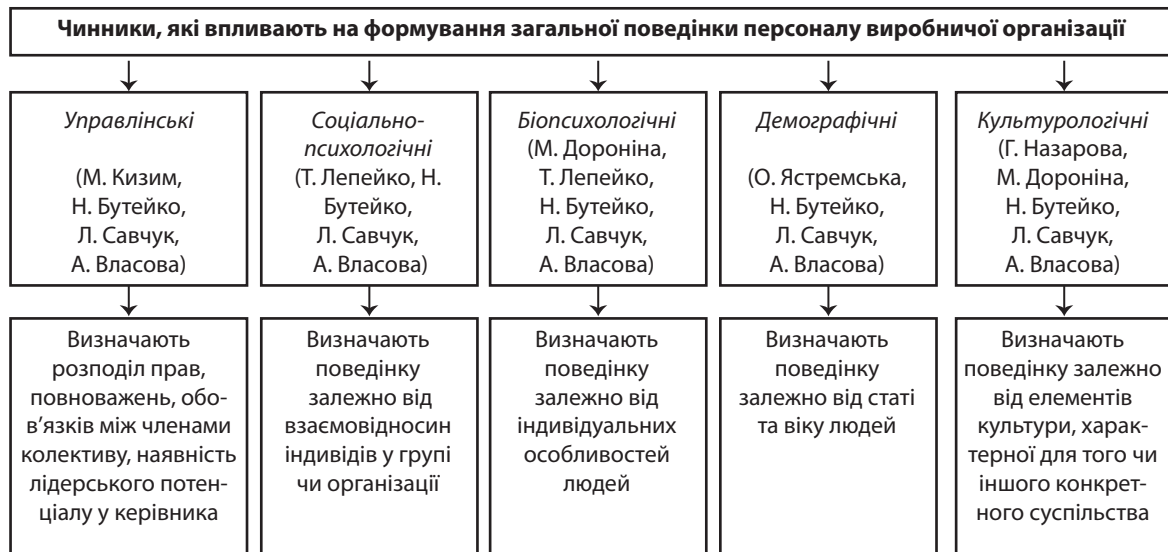 Чинники, які впливають на формування загальної поведінки персоналу виробничої організації
Управлінські
(М. Кизим,
Н. Бутейко,
Л. Савчук,
А. Власова)
Соціально-
психологічні
(Т. Лепейко, Н.
Бутейко,
Л. Савчук,
А. Власова)
Біопсихологічні
(М. Дороніна,
Т. Лепейко,
Н. Бутейко,
Л. Савчук,
А. Власова)
Демографічні
(О. Ястремська,
Н. Бутейко,
Л. Савчук,
А. Власова)
Культурологічні
(Г. Назарова,
М. Дороніна,
Н. Бутейко,
Л. Савчук,
А. Власова)
Визначають
розподіл прав,
повноважень, обо-
в'язків між членами
колективу, наявність
лідерського потен-
ціалу у керівника
Визначають
поведінку
залежно від
взаємовідносин
індивідів у групі
чи організації
Визначають
поведінку
залежно від
індивідуальних
особливостей
людей
Визначають
поведінку
залежно від статі
та віку людей
Визначають
поведінку залежно
від елементів
культури, харак-
терної для того чи
іншого конкрет-
ного суспільства